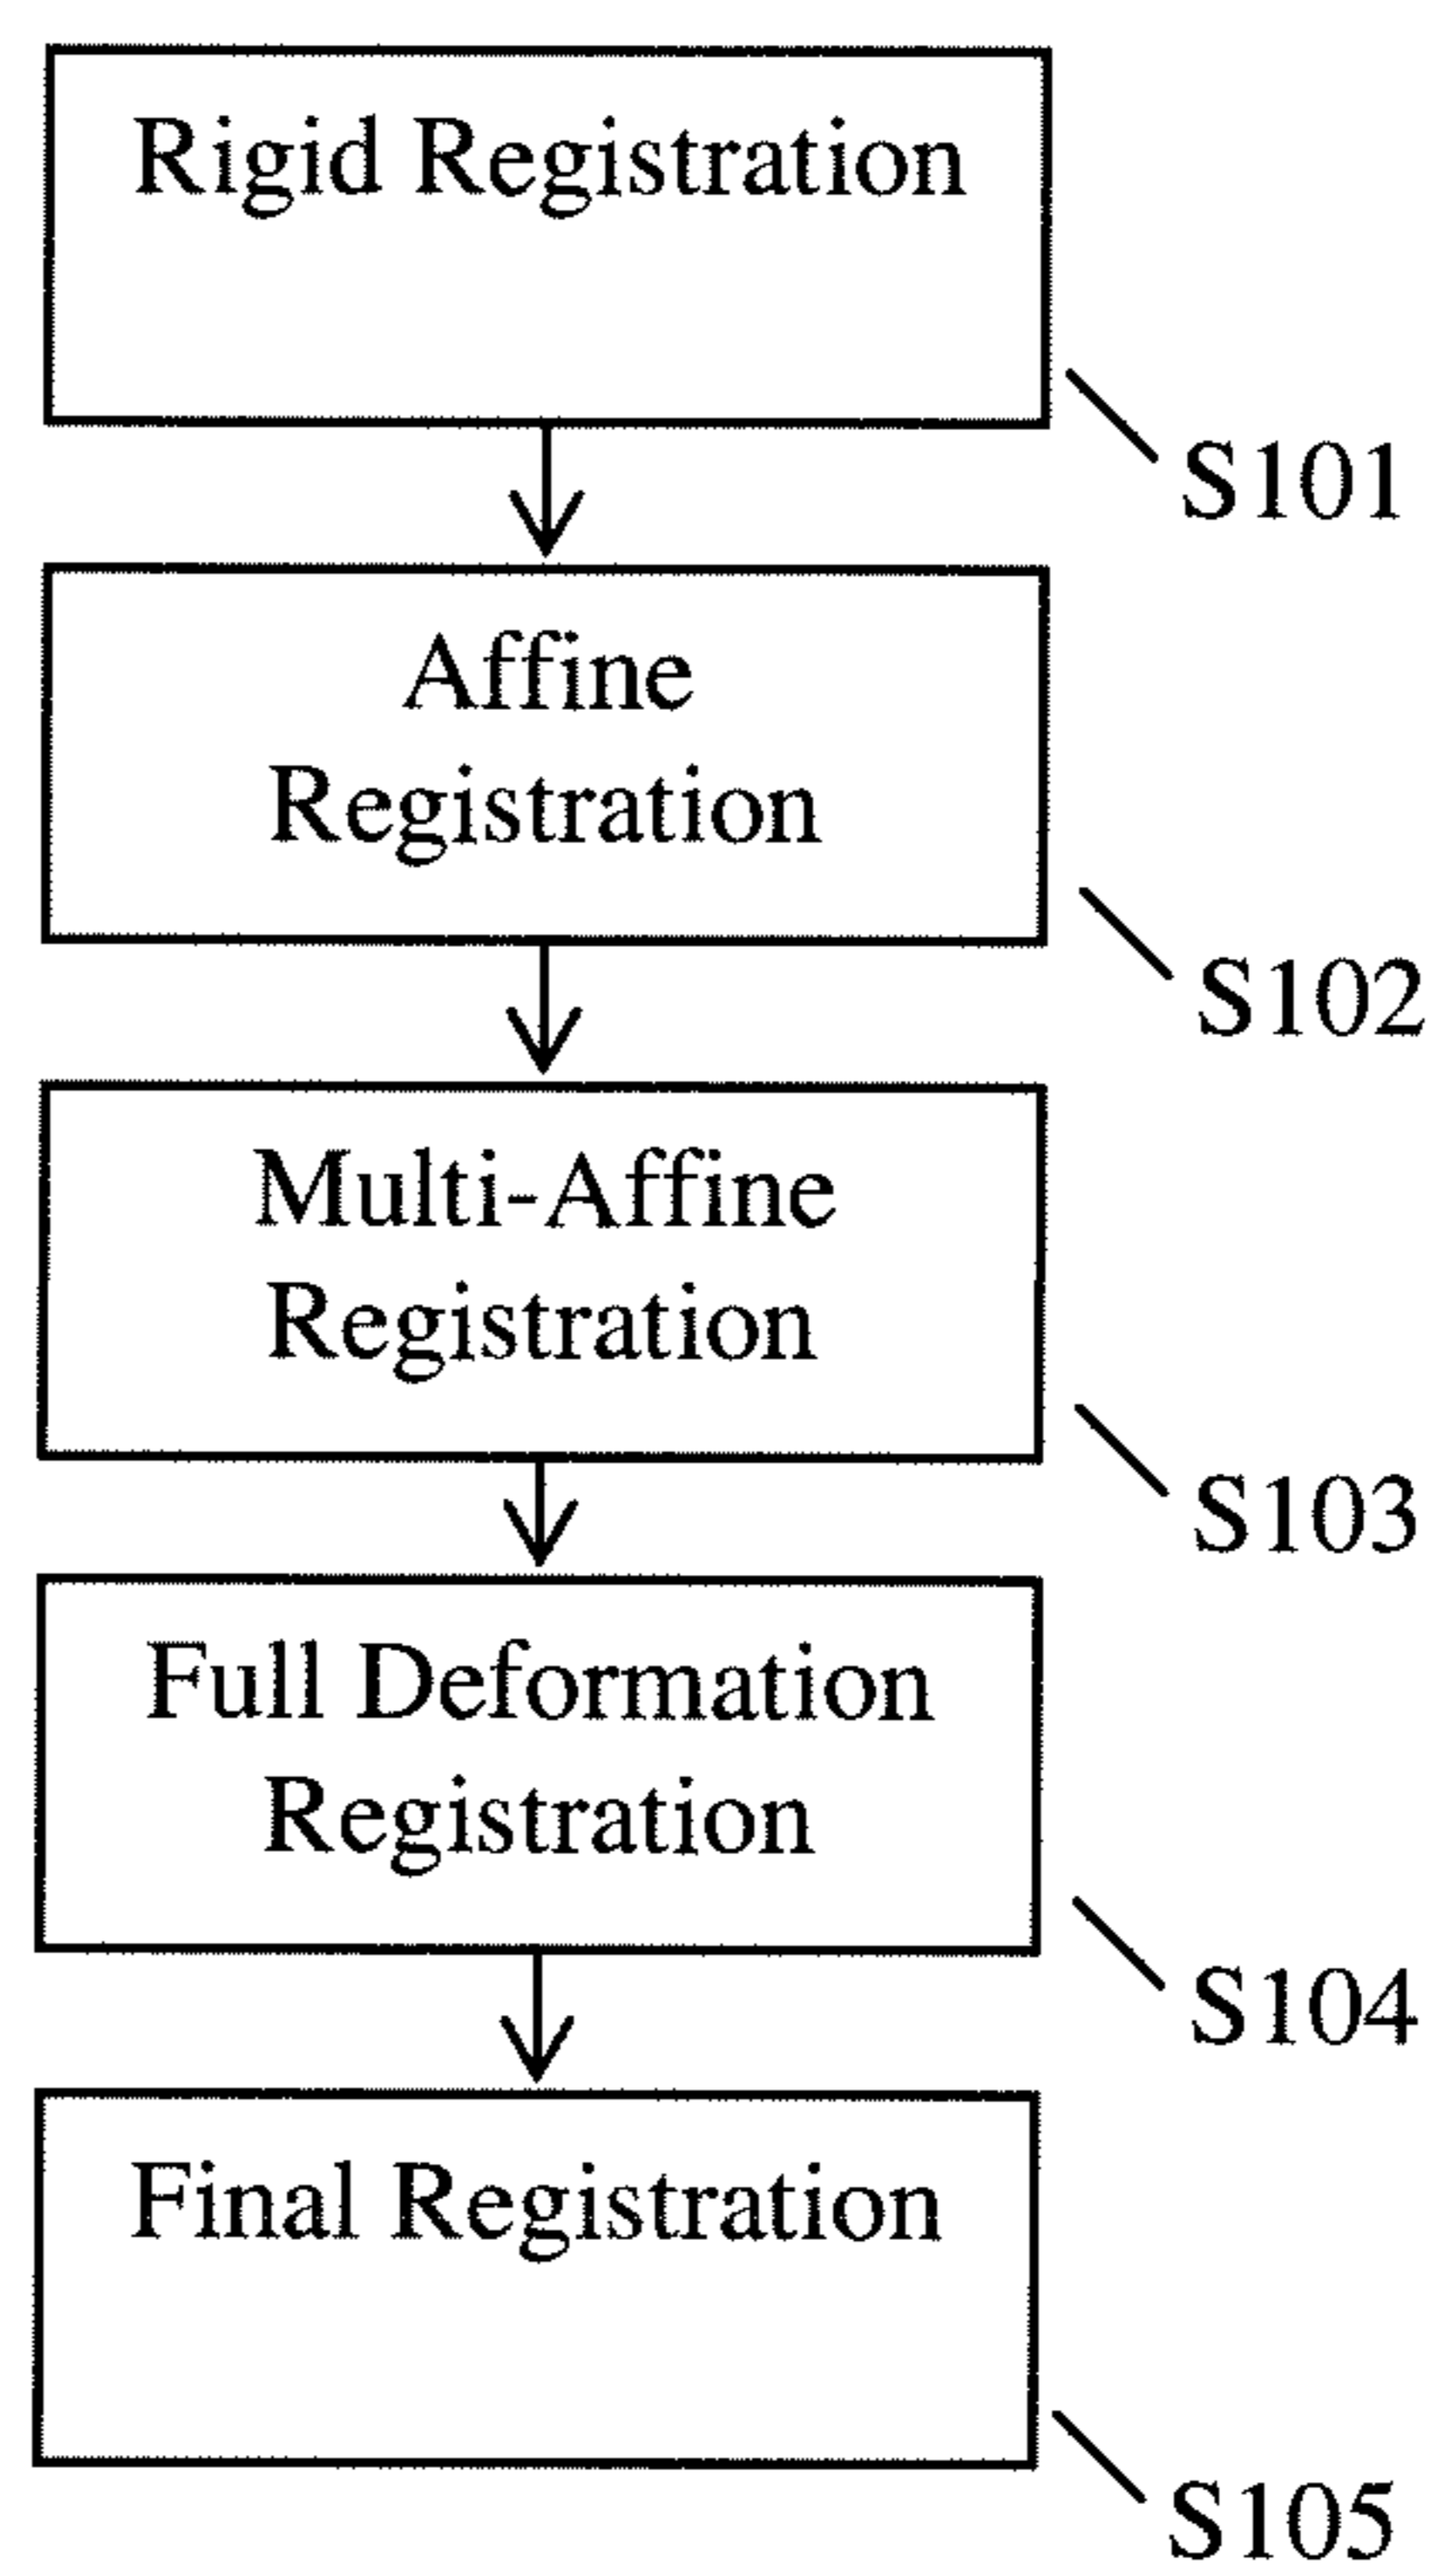 Rigid Registration
S101
Affine
Registration
S102
Multi-Affine
Registration
S103
Full Deformation
Registration
S104
Final Registration
S105